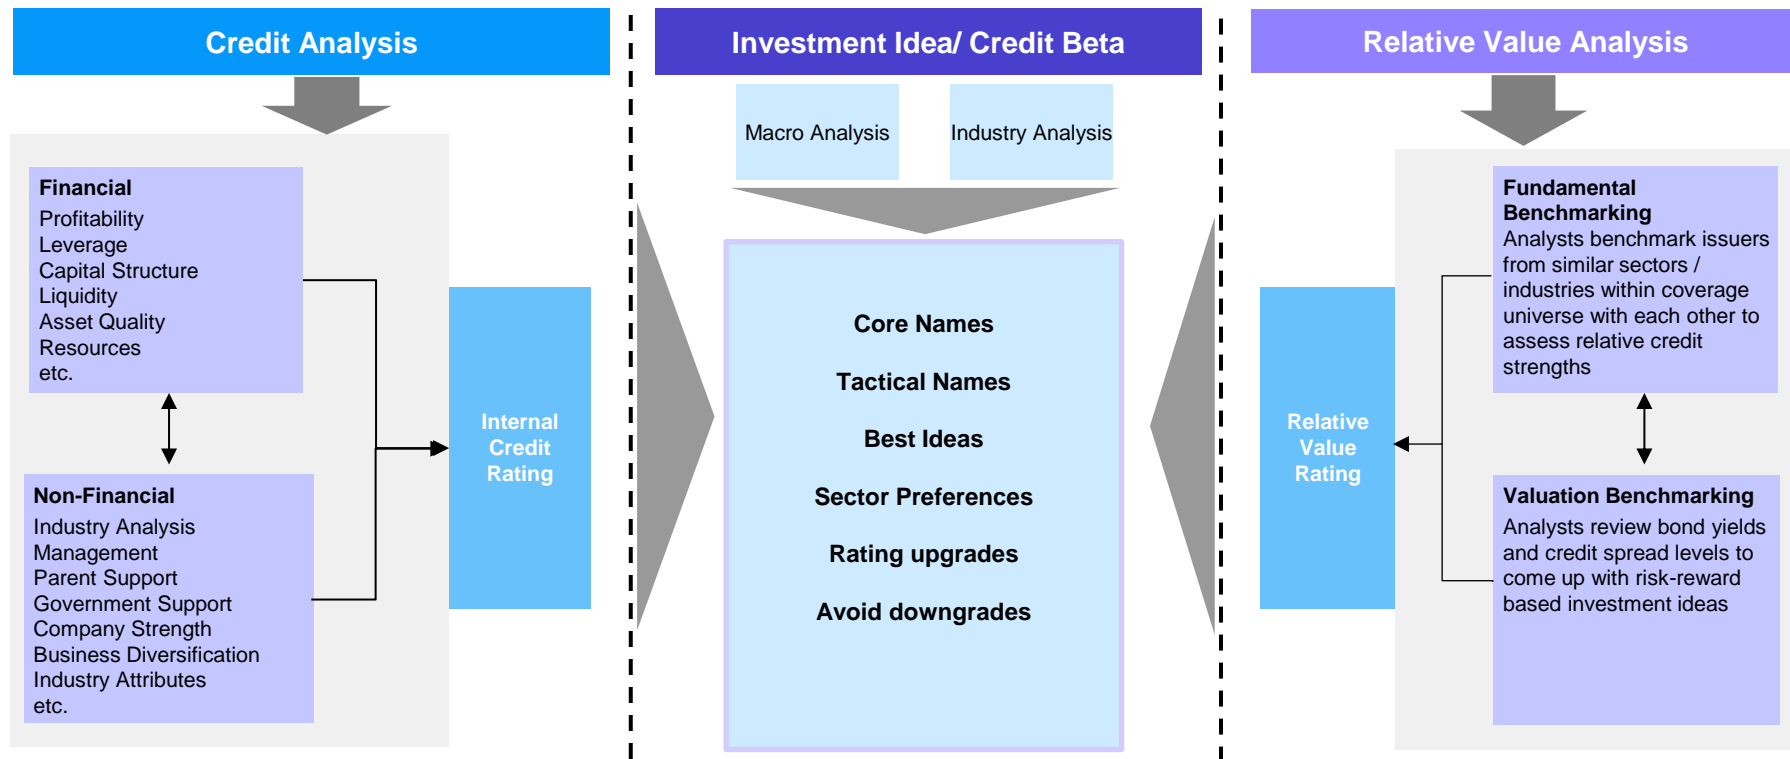 Credit Analysis
Financial
Profitability
Leverage
Capital Structure
Liquidity
Asset Quality
Resources
etc.
Non-Financial
Industry Analysis
Management
Parent Support
Government Support
Company Strength
Business Diversification
Industry Attributes
etc.
Internal
Credit
Rating
Investment Idea/ Credit Beta
Macro Analysis
Industry Analysis
Core Names
Tactical Names
Best Ideas
Sector Preferences
Rating upgrades
Avoid downgrades
Relative Value Analysis
Relative
Value
Rating
Fundamental
Benchmarking
Analysts benchmark issuers
from similar sectors /
industries within coverage
universe with each other to
assess relative credit
strengths
Valuation Benchmarking
Analysts review bond yields
and credit spread levels to
come up with risk-reward
based investment ideas